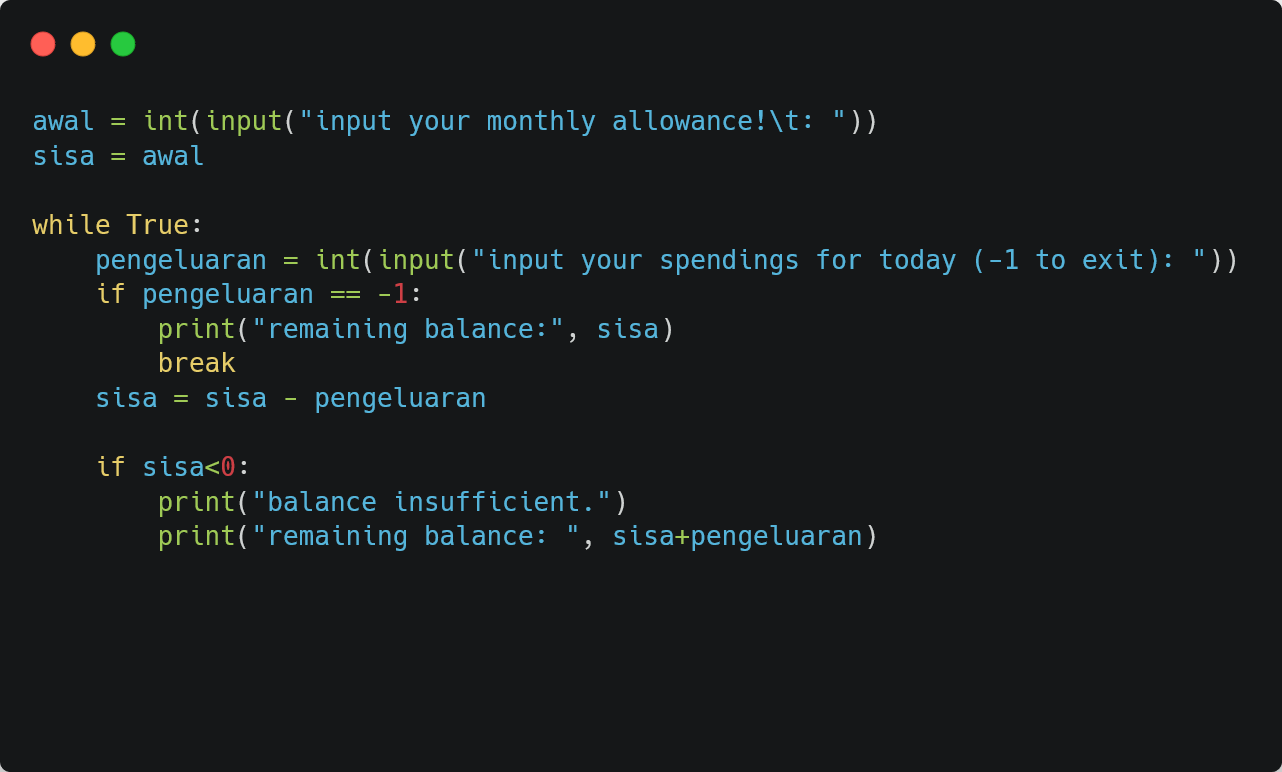 awal = int(input("input your monthly allowance!\t: "))
sisa = awal

while True:
    pengeluaran = int(input("input your spendings for today (-1 to exit): "))
    if pengeluaran == -1:
        print("remaining balance:", sisa)
        break
    sisa = sisa - pengeluaran

    if sisa<0:
        print("balance insufficient.")
        print("remaining balance: ", sisa+pengeluaran)